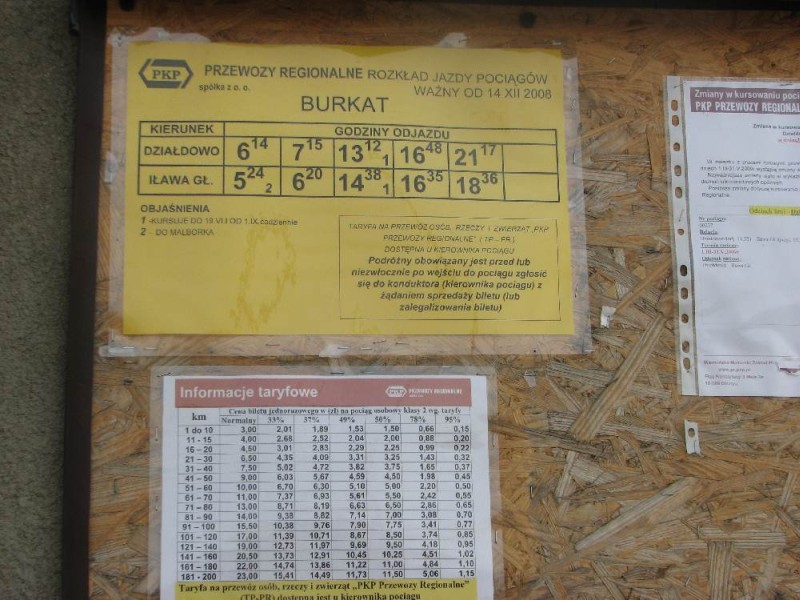 PKP PRZEWOZY REGIONALNE ROZKŁAD JAZDY POCIĄGÓW
spółka z o. o. WAŻNY OD 14 XII 2008
BURKAT
KIERUNEK GODZINY ODJAZDU
DZIAŁDOWO 6 14 7 15 13 12 1 16 48 21 17
IŁAWA GŁ. 5 24 2 6 20 14 38 1 16 35 18 36
OBJAŚNIENIA
1 -KURSUJE DO 19 VI I OD 1.IX codziennie
2 - DO MALBORKA
TARYFA NA PRZEWÓZ OSÓB, RZECZY I ZWIERZĄT „PKP
PRZEWOZY REGIONALNE" (TP-PR)
DOSTĘPNA U KIEROWNIKA POCIĄGU
Podróżny obowiązany jest przed lub
niezwłocznie po wejściu do pociągu zgłosić
się do konduktora (kierownika pociągu) z
żądaniem sprzedaży biletu (lub
zalegalizowanie biletu)
Zmiany w kursowaniu pocią
PKP PRZEWOZY REGIONAL
Informacje taryfowe PKP PRZEWOZY REGIONALNE
km Cena biletu jednorazowego w (zł) na pociąg osobowy klasy 2 wg. taryfy
Normalny 33% 37% 49% 50% 78% 95%
1 do 10 3,00 2,01 1,89 1,53 1,50 0,66 0,15
11 - 15 4,00 2,68 2,52 2,04 2,00 0,88 0,20
16 - 20 4,50 3,01 2,83 2,29 2,25 0,99 0,22
21 - 30 6,50 4,35 4,09 3,31 3,25 1,43 0,32
31 - 40 7,50 5,02 4,72 3,82 3,75 1,65 0,37
41 - 50 9,00 6,03 5,67 4,59 4,50 1,98 0,45
51 - 60 10,00 6,70 6,30 5,10 5,00 2,20 0,50
61 - 70 11,00 7,37 6,93 5,61 5,50 2,42 0,55
71 - 80 13,00 8,71 8,19 6,63 6,50 2,86 0,65
81 - 90 14,00 9,38 8,82 7,14 7,00 3,08 0,70
91 - 100 15,50 10,38 9,76 7,90 7,75 3,41 0,77
101 - 120 17,00 11,39 10,71 8,67 8,50 3,74 0,85
121 - 140 19,00 12,73 11,97 9,69 9,50 4,18 0,95
141 - 160 20,50 13,73 12,91 10,45 10,25 4,51 1,02
161 - 180 22,00 14,74 13,86 11,22 11,00 4,84 1,10
181 - 200 23,00 15,41 14,49 11,73 11,50 5,06 1,15
Taryfa na przewóz osób, rzeczy i zwierząt „PKP Przewozy Regionalne"
(TP-PR) dostępna jest u kierownika pociągu